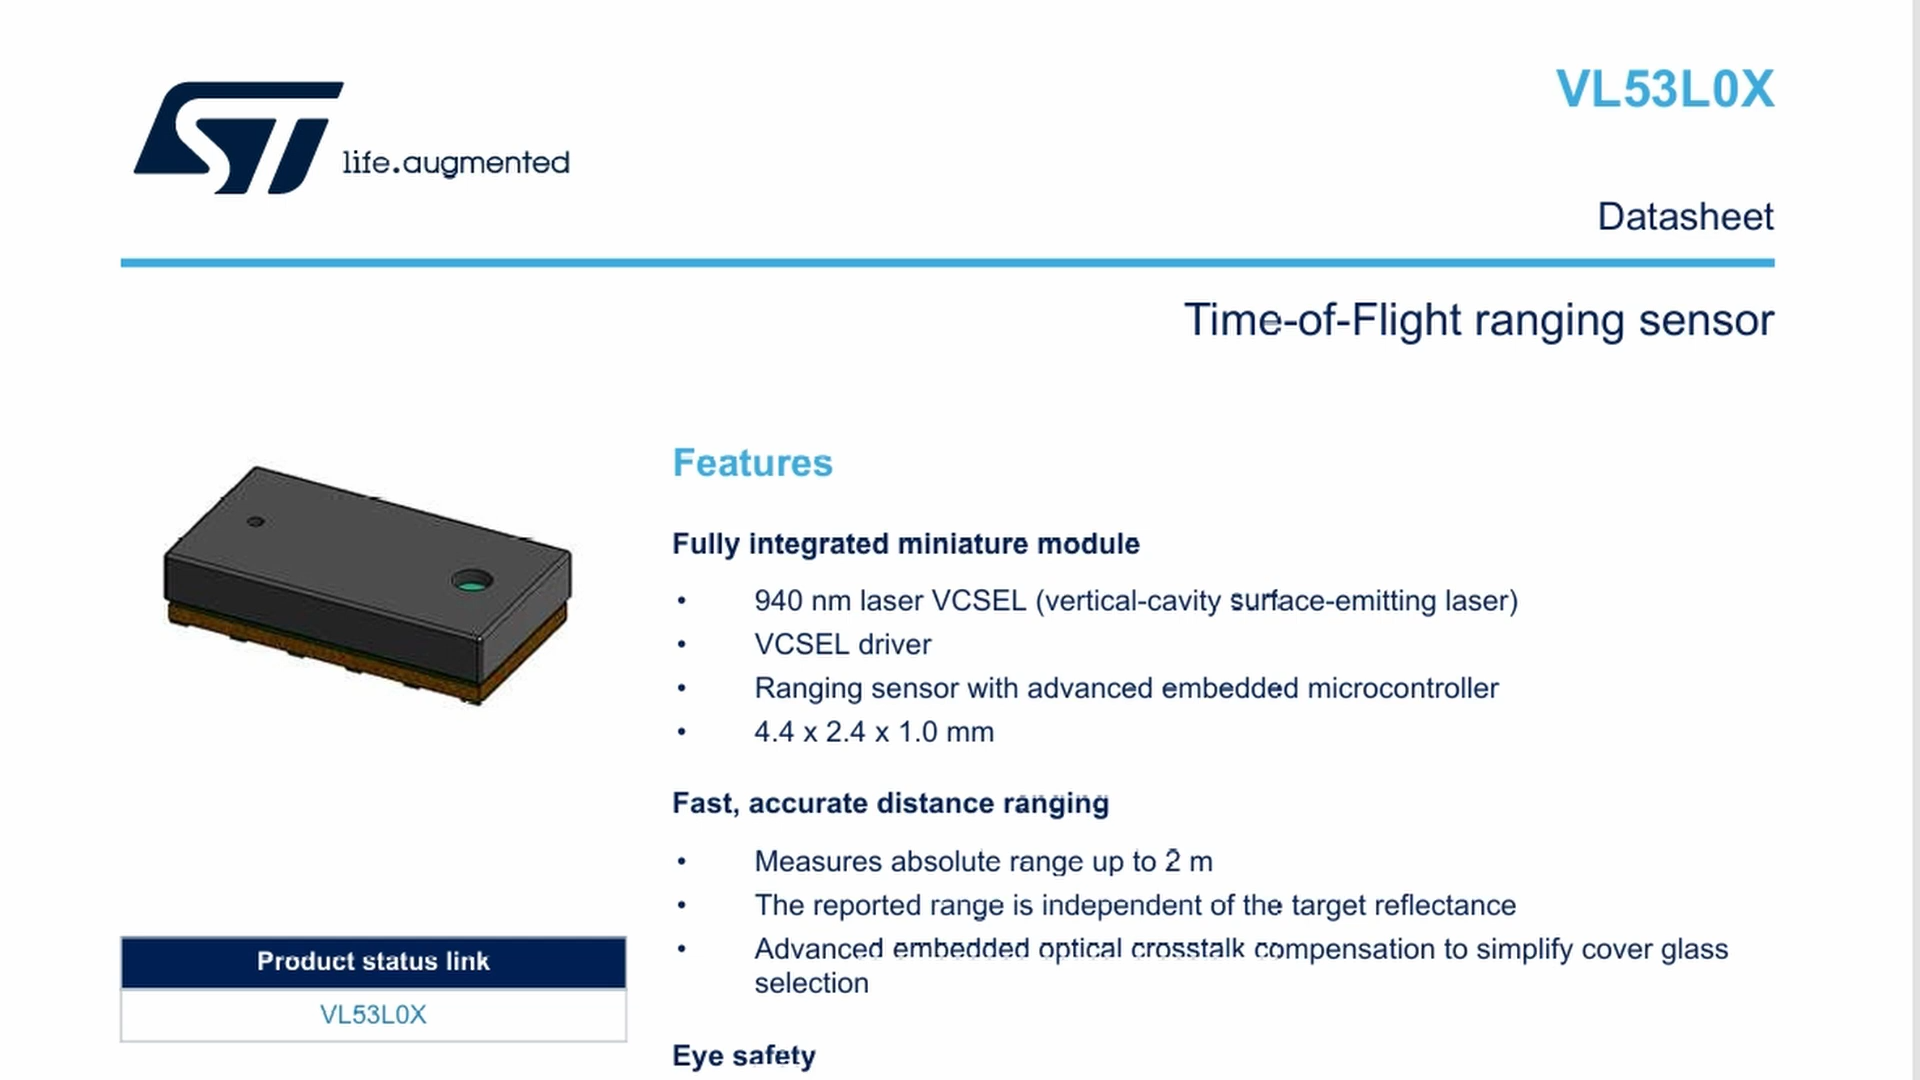 ST life.augmented
VL53L0X
Datasheet
Time-of-Flight ranging sensor
Features
Fully integrated miniature module
• 940 nm laser VCSEL (vertical-cavity surface-emitting laser)
• VCSEL driver
• Ranging sensor with advanced embedded microcontroller
• 4.4 x 2.4 x 1.0 mm
Fast, accurate distance ranging
• Measures absolute range up to 2 m
• The reported range is independent of the target reflectance
• Advanced embedded optical crosstalk compensation to simplify cover glass
selection
Eye safety
Product status link
VL53L0X